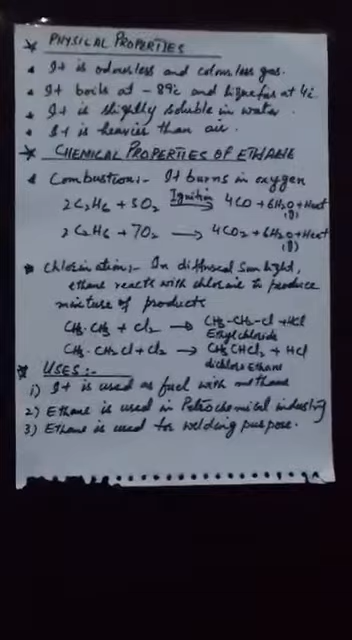 * PHYSICAL PROPERTIES
• It is odourless and colourless gas.
• It boils at -89°c and liquefies at 4°c.
• It is slightly soluble in water.
• It is heavier than air.
* CHEMICAL PROPERTIES OF ETHANE
• Combustion:- It burns in oxygen
2C2H6 + 5O2 Ignition → 4CO + 6H2O + Heat
(g)
2C2H6 + 7O2 → 4CO2 + 6H2O + Heat
(g)
• Chlorination:- In diffused Sun light,
ethane reacts with chlorine to produce
mixture of products
CH3-CH3 + Cl2 → CH3-CH2-Cl + HCl
Ethyl chloride
CH3-CH2Cl + Cl2 → CH3CHCl2 + HCl
dichloro Ethane
* USES:-
1) It is used as fuel with methane
2) Ethane is used in Petrochemical industry
3) Ethane is used for welding purpose.